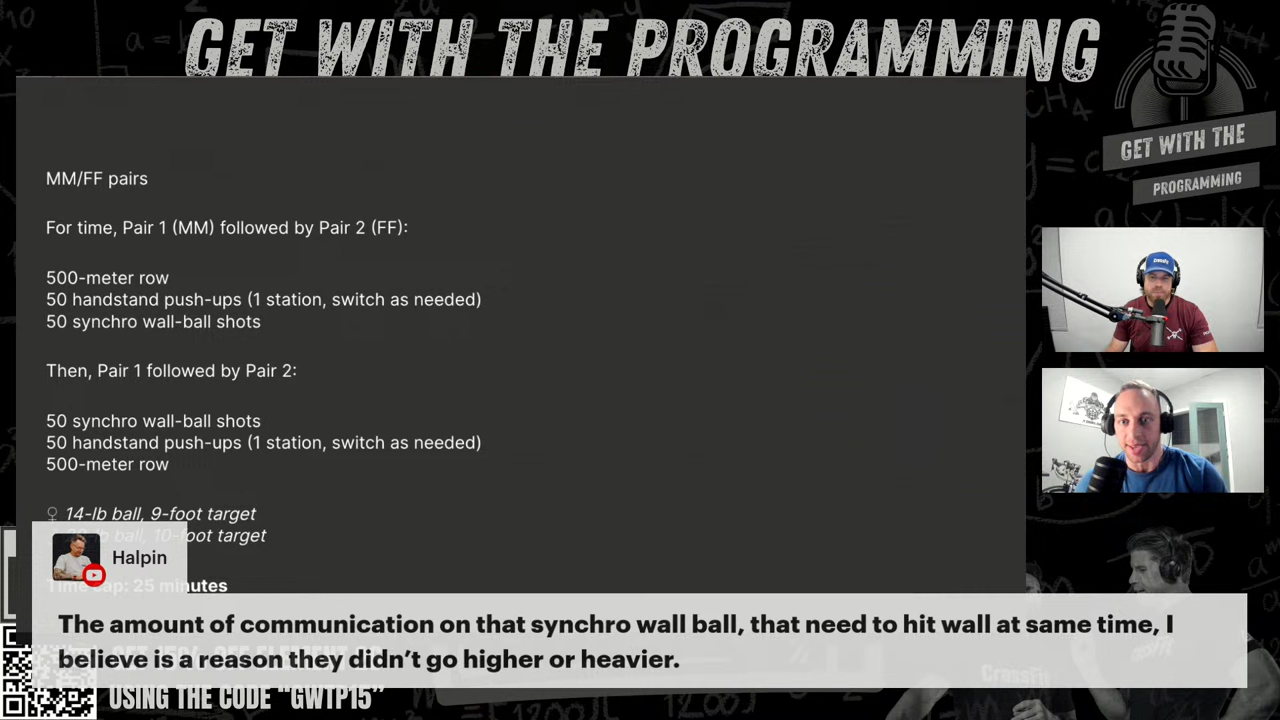 GET WITH THE PROGRAMMING
GET WITH THE
PROGRAMMING
MM/FF pairs
For time, Pair 1 (MM) followed by Pair 2 (FF):
500-meter row
50 handstand push-ups (1 station, switch as needed)
50 synchro wall-ball shots
Then, Pair 1 followed by Pair 2:
50 synchro wall-ball shots
50 handstand push-ups (1 station, switch as needed)
500-meter row
♀ 14-lb ball, 9-foot target
ball, 10-foot target
Time cap: 25 minutes
Halpin
The amount of communication on that synchro wall ball, that need to hit wall at same time, I
believe is a reason they didn’t go higher or heavier.
USING THE CODE “GWTP15”